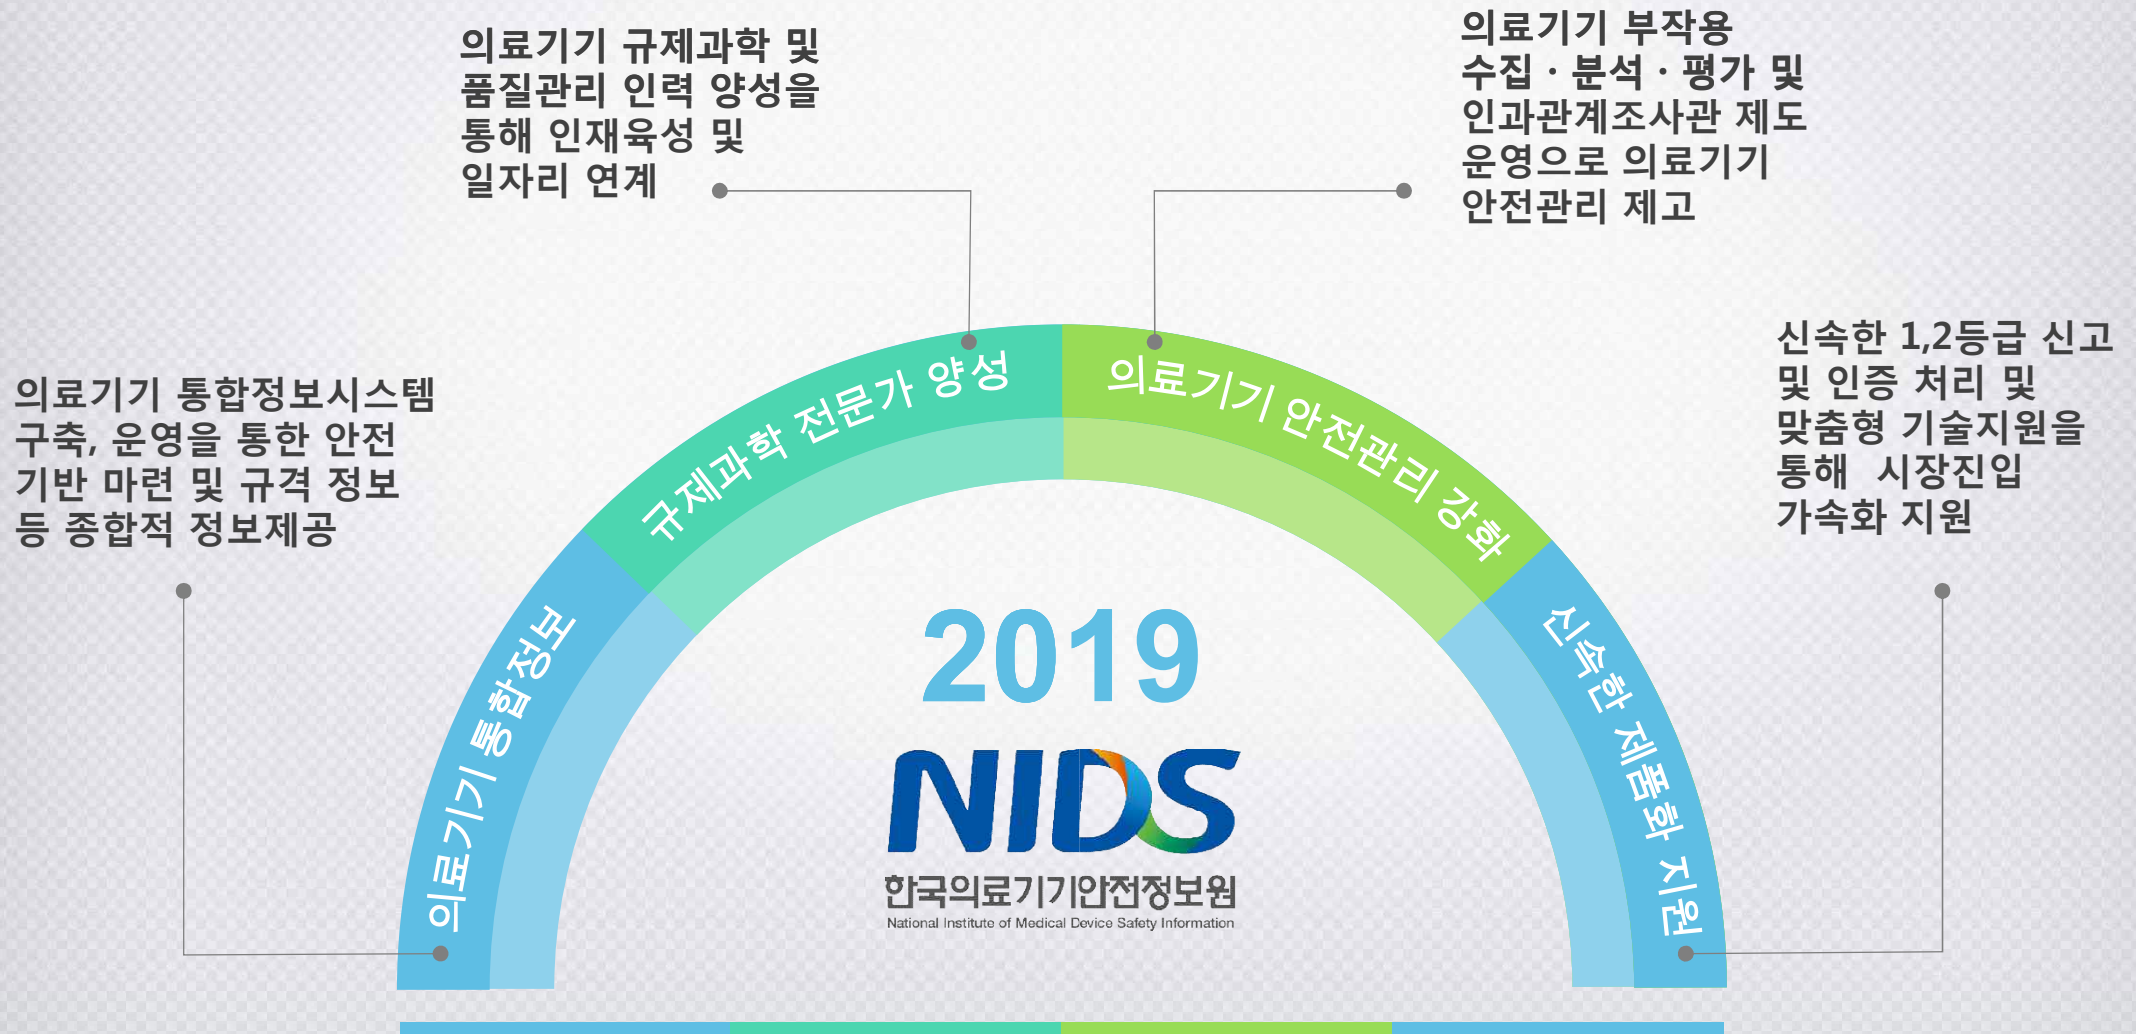 의료기기 규제과학 및
품질관리 인력 양성을
통해 인재육성 및
일자리 연계
의료기기 부작용
수집 · 분석 · 평가 및
인과관계조사관 제도
운영으로 의료기기
안전관리 제고
의료기기 통합정보시스템
구축, 운영을 통한 안전
기반 마련 및 규격 정보
등 종합적 정보제공
신속한 1,2등급 신고
및 인증 처리 및
맞춤형 기술지원을
통해 시장진입
가속화 지원
의료기기 통합정보
규제과학 전문가 양성
의료기기 안전관리 강화
신속한 제품화 지원
2019
NIDS
한국의료기기안전정보원
National Institute of Medical Device Safety Information